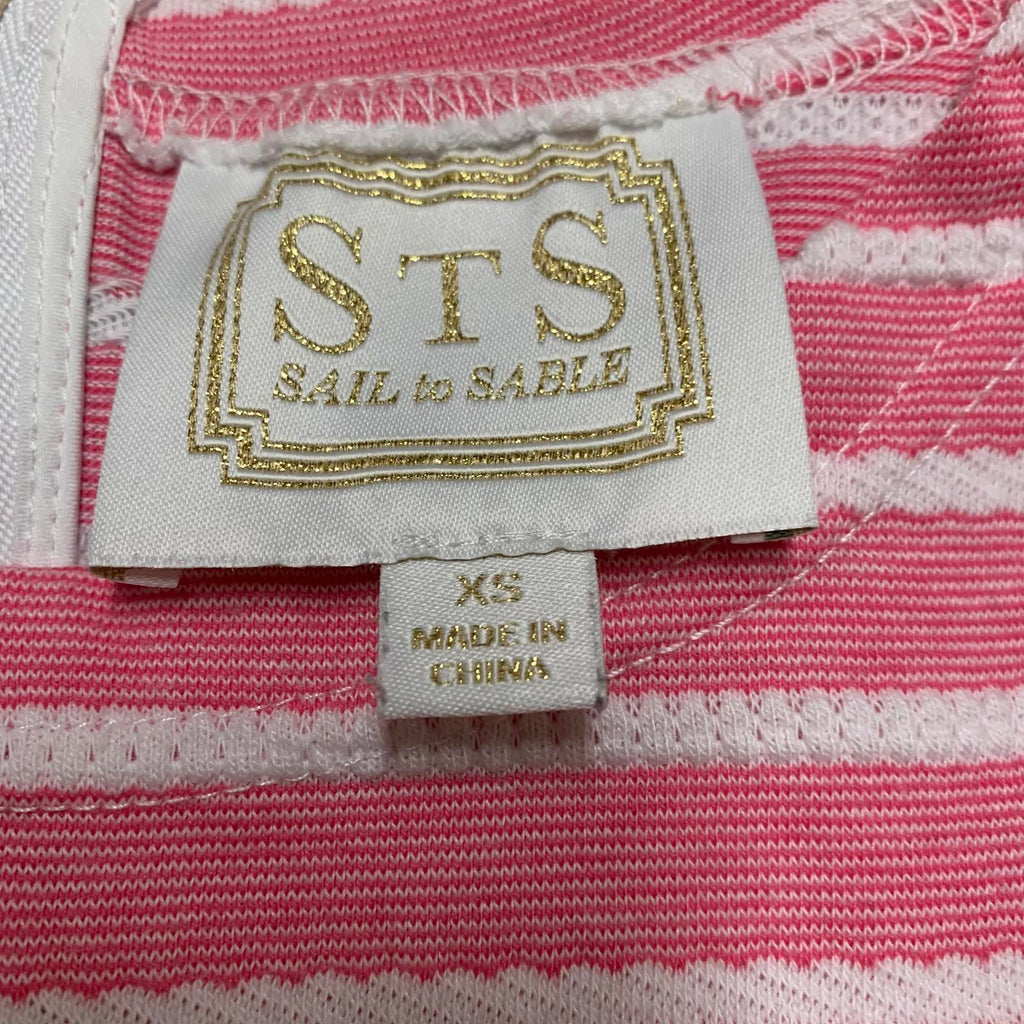 STS
SAIL to SABLE
XS
MADE IN
CHINA